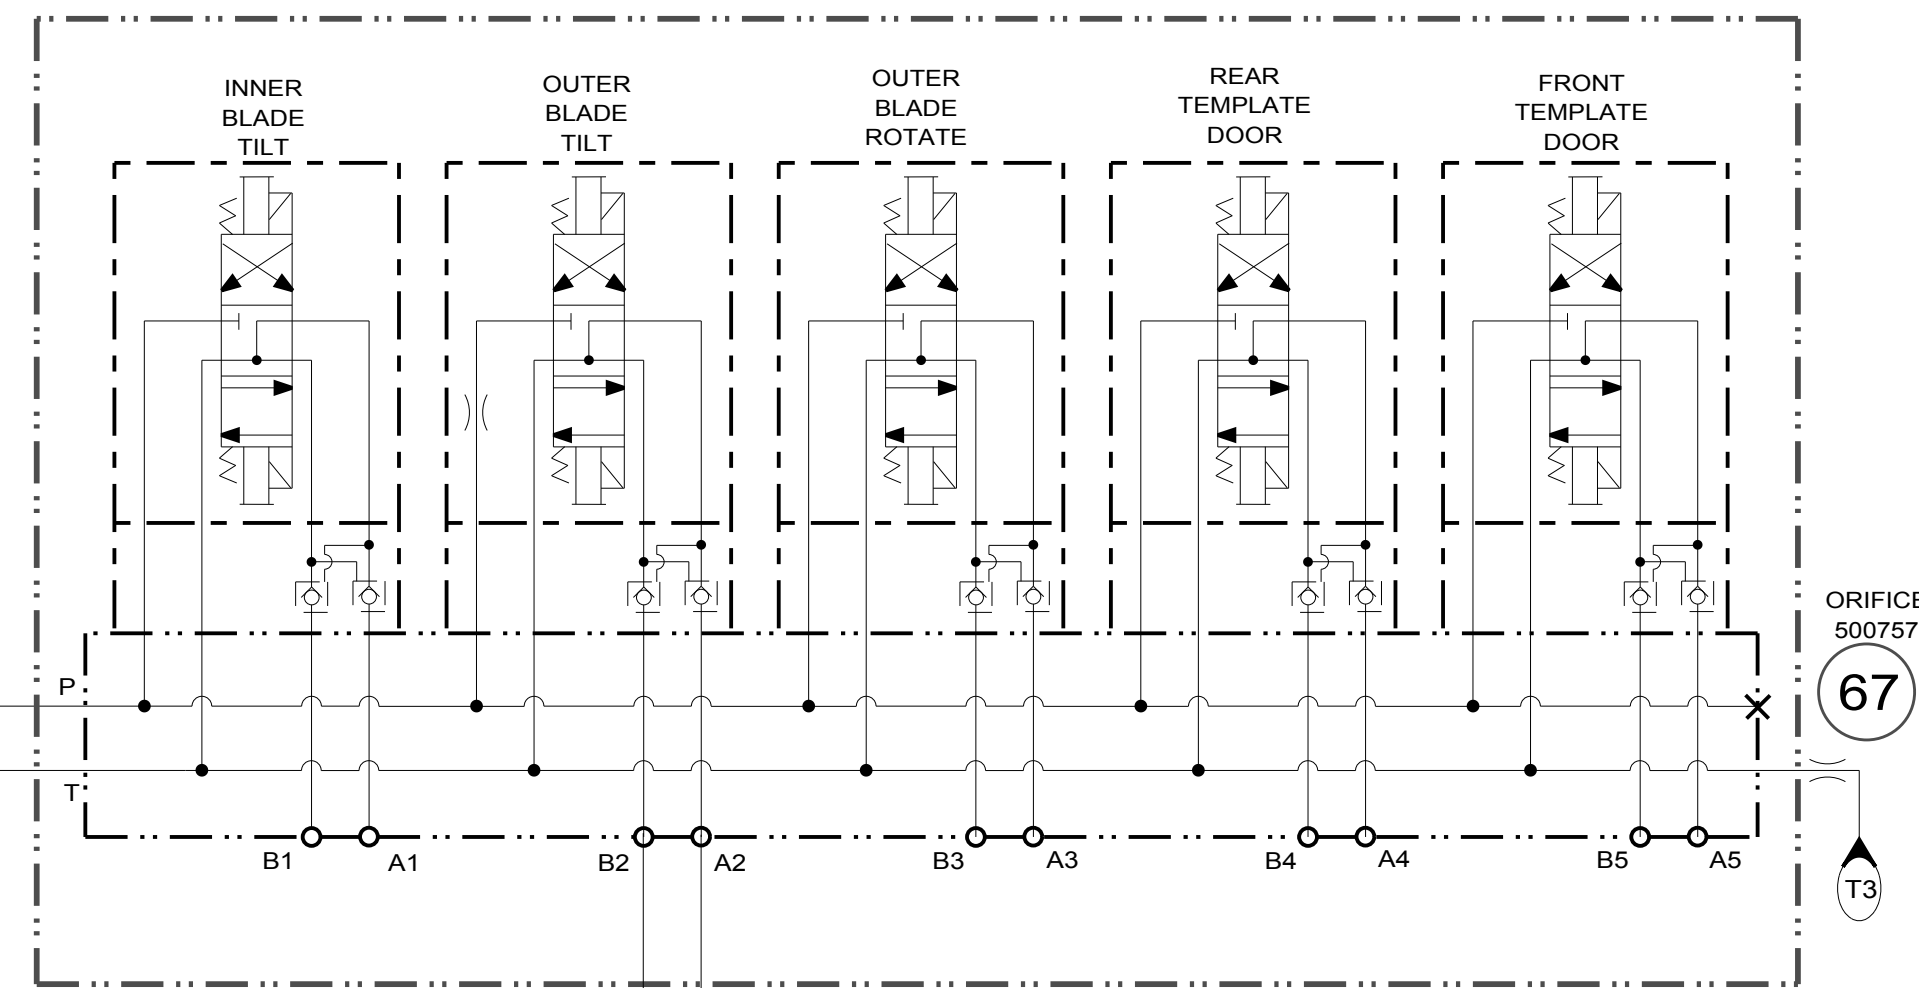 INNER
BLADE
TILT
OUTER
BLADE
TILT
OUTER
BLADE
ROTATE
REAR
TEMPLATE
DOOR
FRONT
TEMPLATE
DOOR
ORIFICE
500757
67
P
T
B1
A1
B2
A2
B3
A3
B4
A4
B5
A5
T3